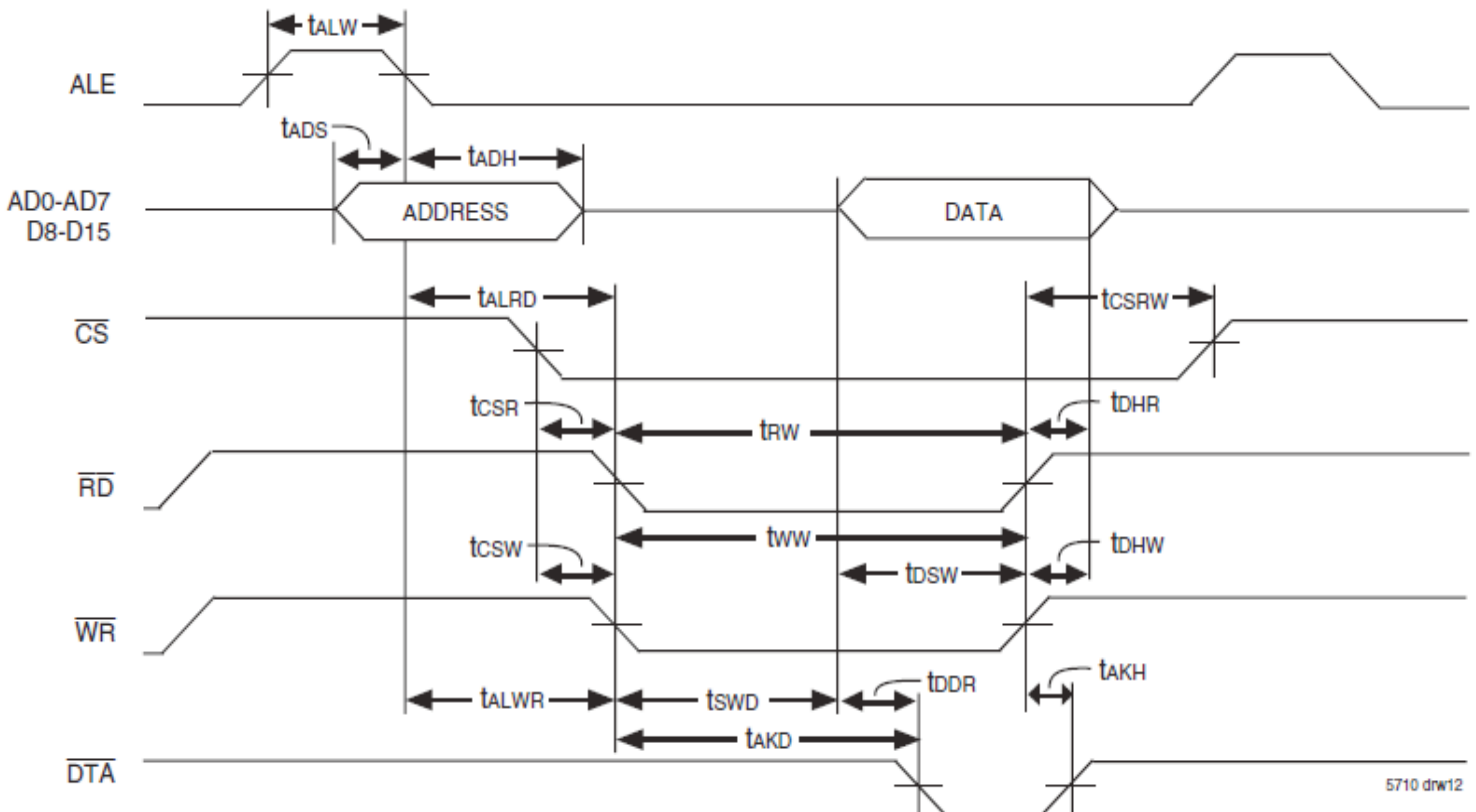 tALW
ALE
tADS
tADH
AD0-AD7
D8-D15
ADDRESS
DATA
tALRD
tCSRW
CS
tCSR
tRW
tDHR
RD
tCSW
tWW
tDHW
tDSW
WR
tALWR
tSWD
tDDR
tAKH
tAKD
DTA
5710 drw12